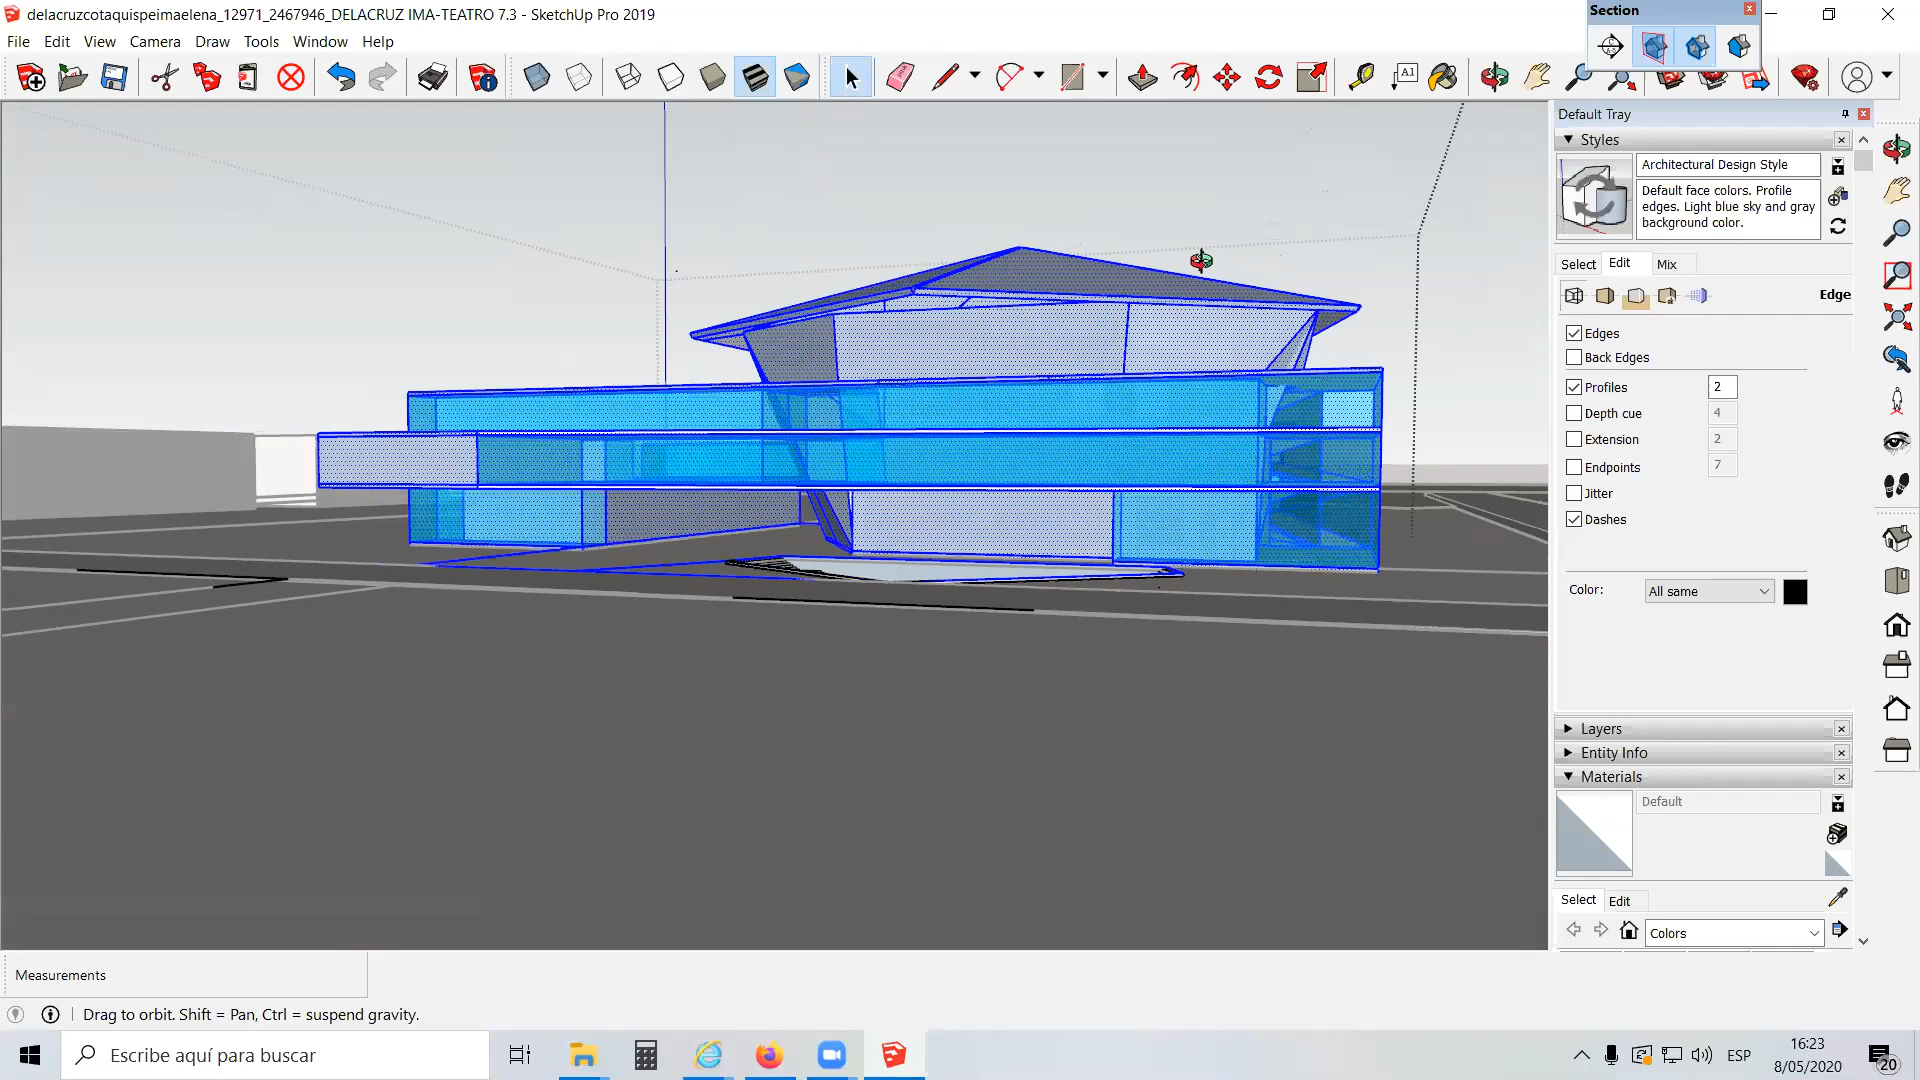 delacruzcotaquispeimaelena_12971_2467946_DELACRUZ IMA-TEATRO 7.3 - SketchUp Pro 2019
Section
File Edit View Camera Draw Tools Window Help
A1
Default Tray
Styles
Architectural Design Style
Default face colors. Profile
edges. Light blue sky and gray
background color.
Select Edit Mix
Edge
Edges
Back Edges
Profiles 2
Depth cue 4
Extension 2
Endpoints 7
Jitter
Dashes
Color: All same
Layers
Entity Info
Materials
Default
Select Edit
Colors
Measurements
Drag to orbit. Shift = Pan, Ctrl = suspend gravity.
Escribe aquí para buscar
ESP
16:23
8/05/2020
20